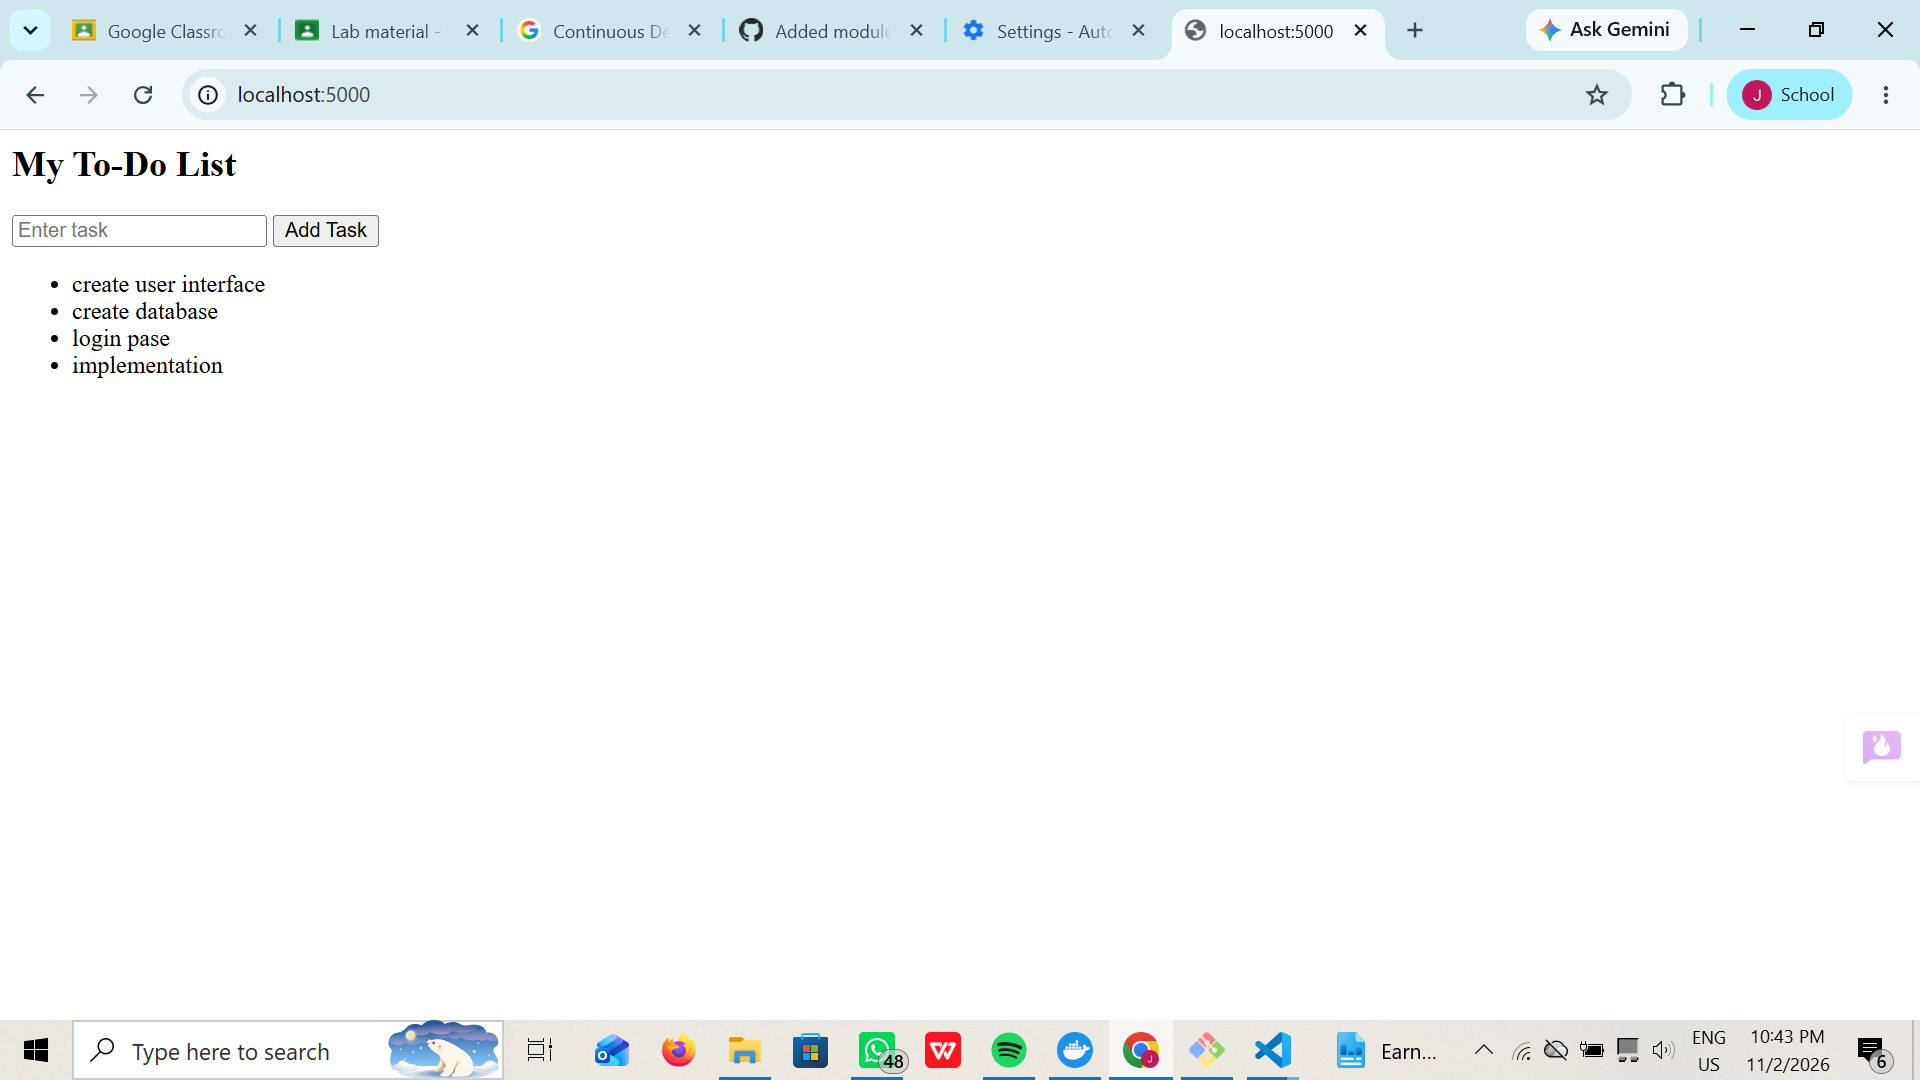 Google Classro
Lab material -
Continuous De
Added module
Settings - Auto
localhost:5000
Ask Gemini
localhost:5000
J
School
My To-Do List
Enter task
Add Task
create user interface
create database
login pase
implementation
Type here to search
48
Earn...
ENG
US
10:43 PM
11/2/2026
6